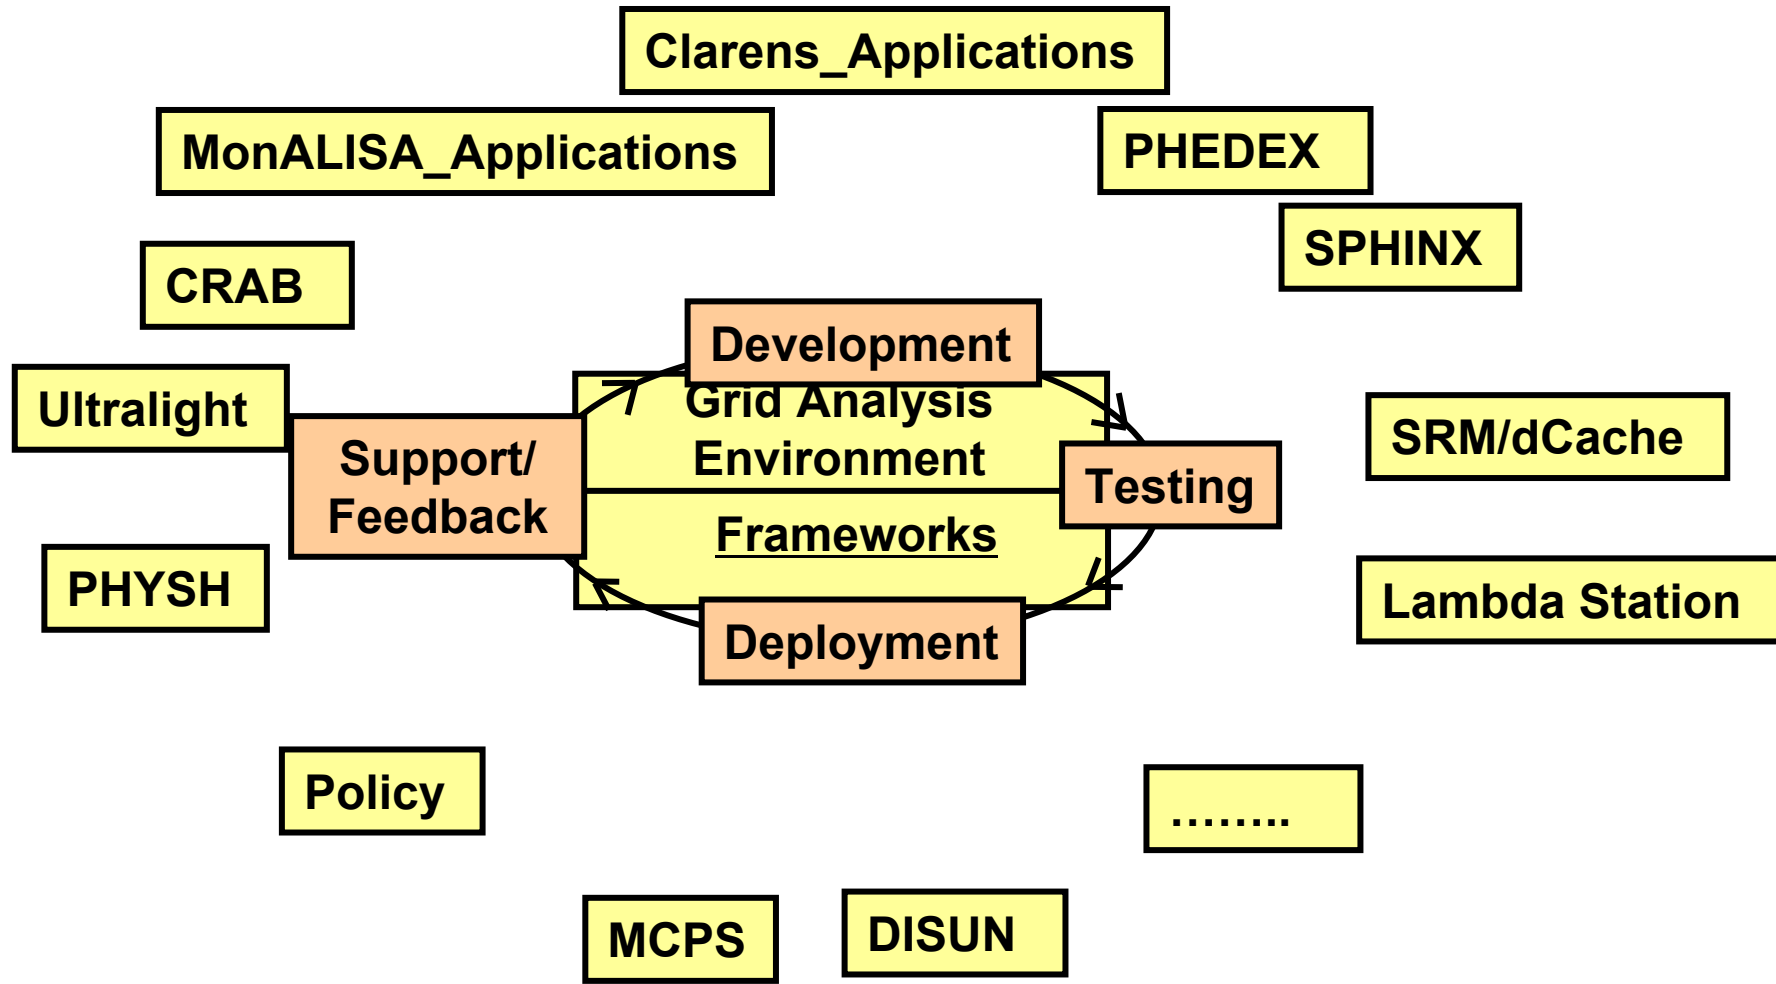 Clarens_Applications
MonALISA_Applications
PHEDEX
SPHINX
CRAB
Development
Ultralight
Grid Analysis
Environment
SRM/dCache
Support/
Feedback
Testing
Frameworks
PHYSH
Lambda Station
Deployment
Policy
……..
MCPS
DISUN